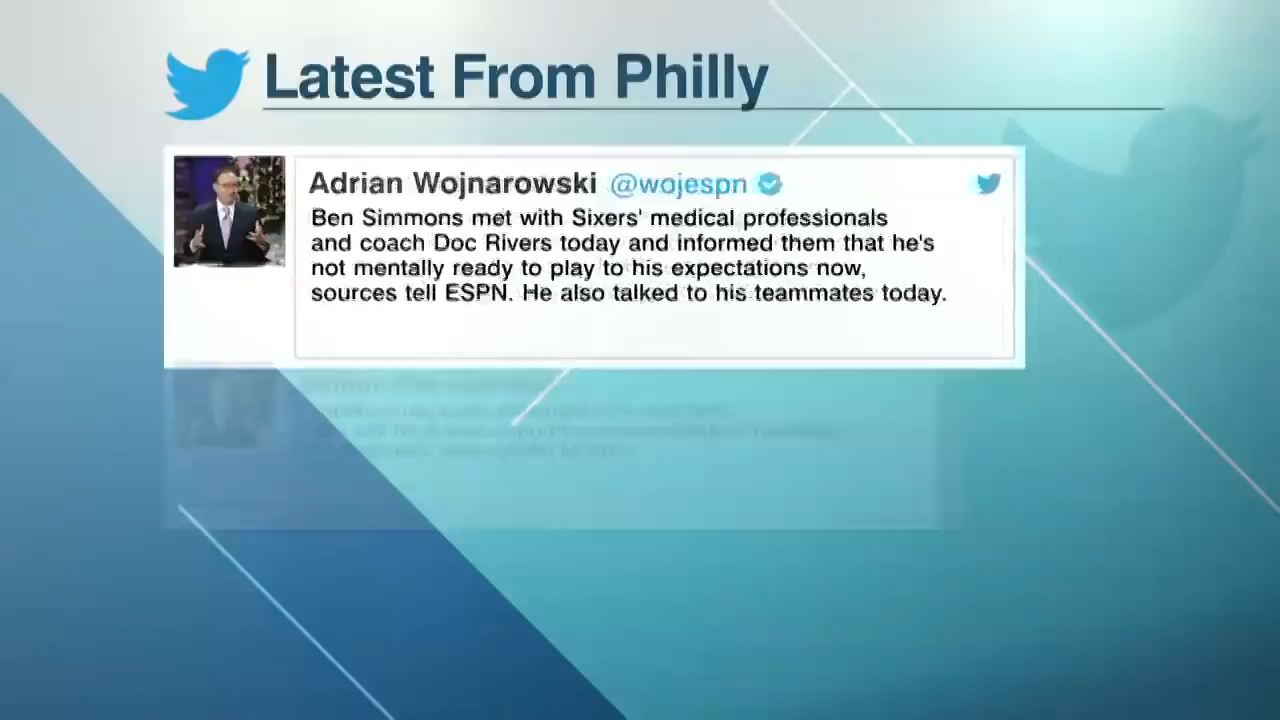 Latest From Philly
Adrian Wojnarowski @wojespn
Ben Simmons met with Sixers' medical professionals
and coach Doc Rivers today and informed them that he's
not mentally ready to play to his expectations now,
sources tell ESPN. He also talked to his teammates today.